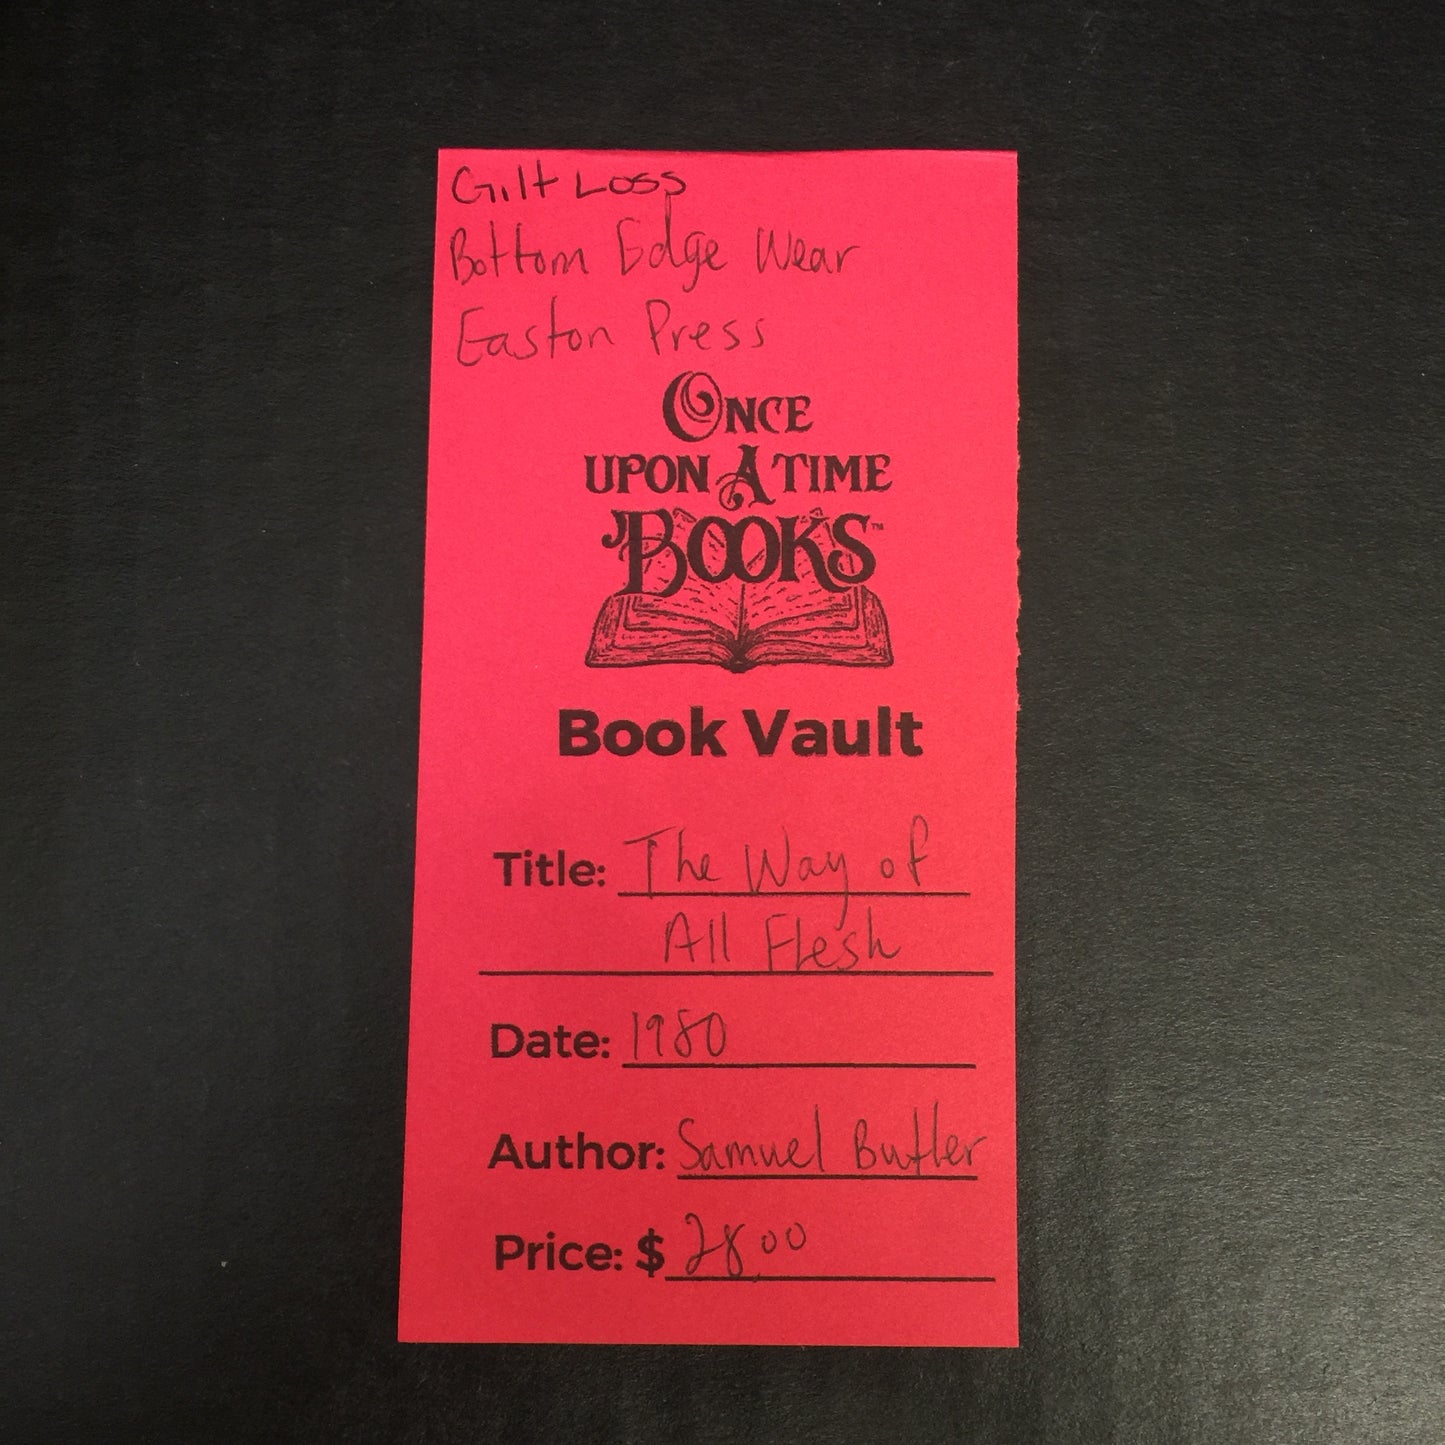 Gilt Loss
Bottom Edge Wear
Easton Press
ONCE
UPON A TIME
BOOKS™
Book Vault
Title: The Way of
All Flesh
Date: 1980
Author: Samuel Butler
Price: $ 28.00